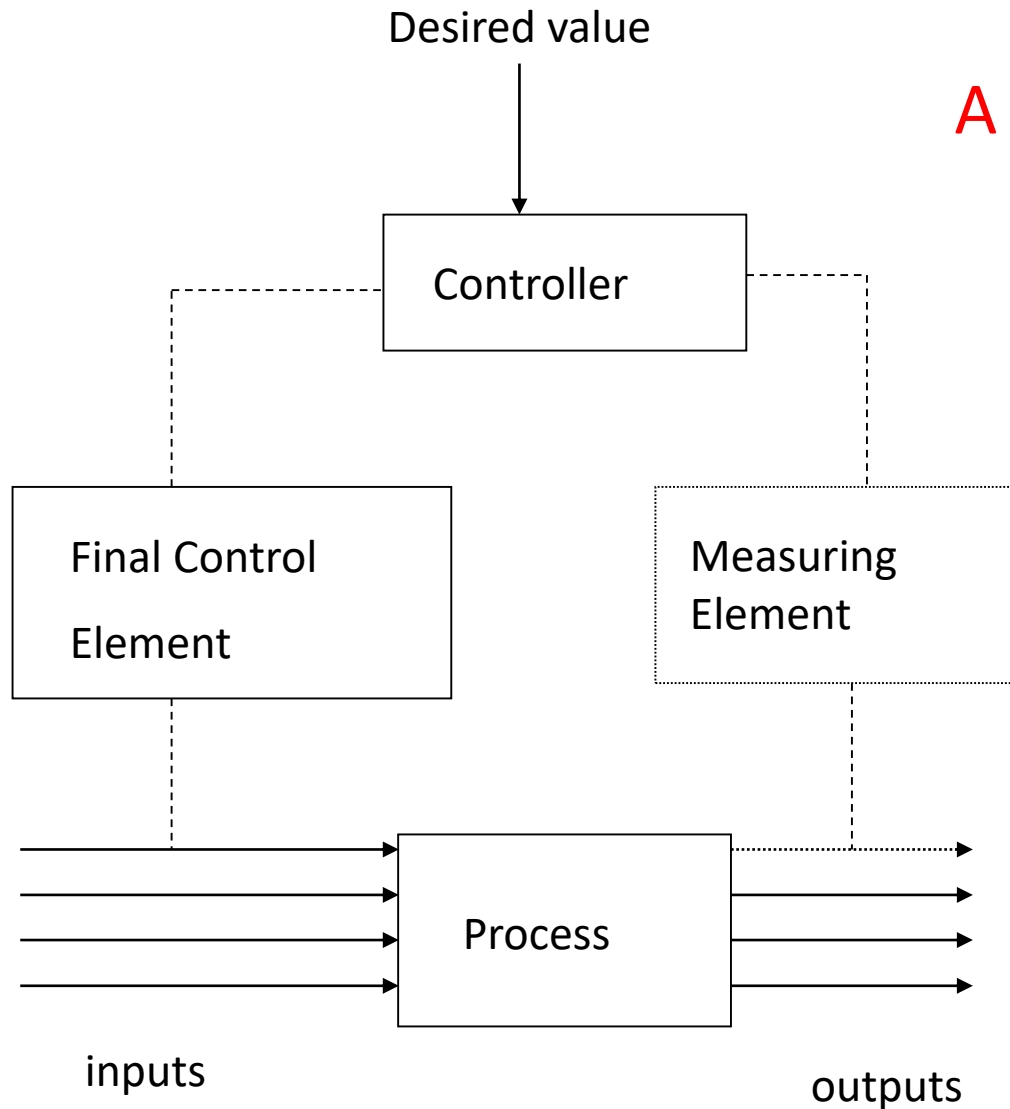 Desired value
A
Controller
Final Control
Element
Measuring
Element
Process
inputs
outputs